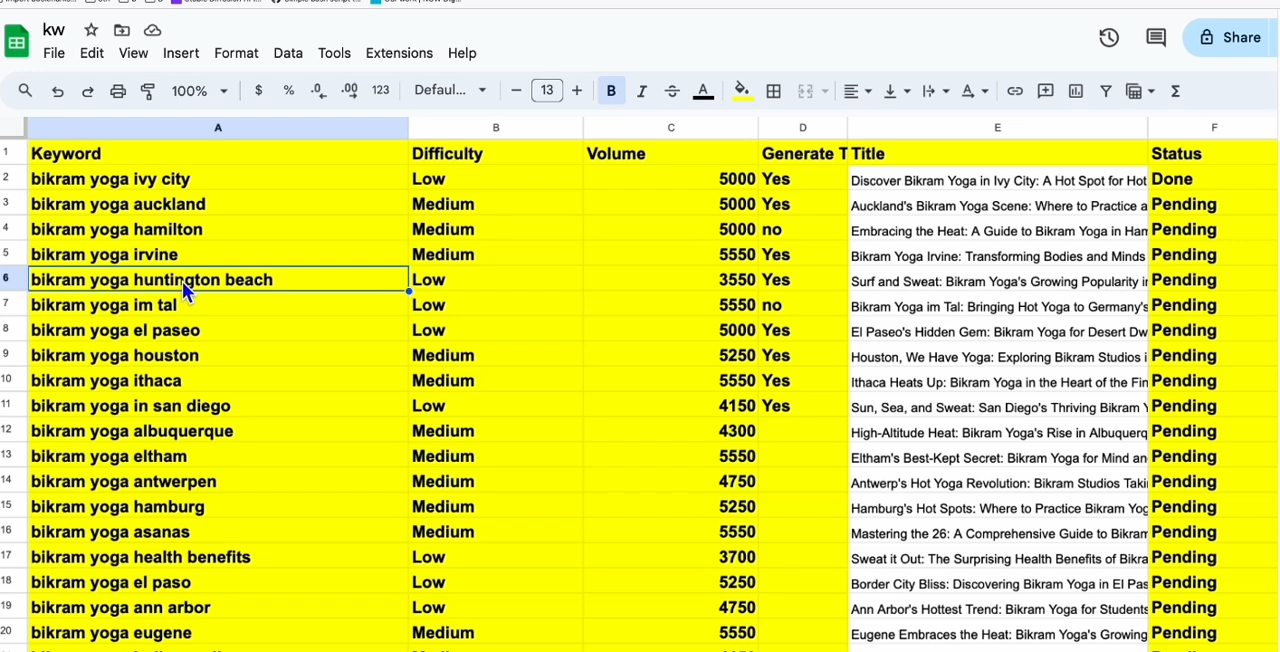 kw
File Edit View Insert Format Data Tools Extensions Help
Share
100% $ % .0 .00 123 Defaul... 13 B I S A
A B C D E F
1 Keyword Difficulty Volume Generate T Title Status
2 bikram yoga ivy city Low 5000 Yes Discover Bikram Yoga in Ivy City: A Hot Spot for Hot Done
3 bikram yoga auckland Medium 5000 Yes Auckland's Bikram Yoga Scene: Where to Practice a Pending
4 bikram yoga hamilton Medium 5000 no Embracing the Heat: A Guide to Bikram Yoga in Ham Pending
5 bikram yoga irvine Medium 5550 Yes Bikram Yoga Irvine: Transforming Bodies and Minds Pending
6 bikram yoga huntington beach Low 3550 Yes Surf and Sweat: Bikram Yoga's Growing Popularity i Pending
7 bikram yoga im tal Low 5550 no Bikram Yoga im Tal: Bringing Hot Yoga to Germany's Pending
8 bikram yoga el paseo Low 5000 Yes El Paseo's Hidden Gem: Bikram Yoga for Desert Dw Pending
9 bikram yoga houston Medium 5250 Yes Houston, We Have Yoga: Exploring Bikram Studios i Pending
10 bikram yoga ithaca Medium 5550 Yes Ithaca Heats Up: Bikram Yoga in the Heart of the Fin Pending
11 bikram yoga in san diego Low 4150 Yes Sun, Sea, and Sweat: San Diego's Thriving Bikram Y Pending
12 bikram yoga albuquerque Medium 4300 High-Altitude Heat: Bikram Yoga's Rise in Albuquerq Pending
13 bikram yoga eltham Medium 5550 Eltham's Best-Kept Secret: Bikram Yoga for Mind an Pending
14 bikram yoga antwerpen Medium 4750 Antwerp's Hot Yoga Revolution: Bikram Studios Taki Pending
15 bikram yoga hamburg Medium 5250 Hamburg's Hot Spots: Where to Practice Bikram Yog Pending
16 bikram yoga asanas Medium 5550 Mastering the 26: A Comprehensive Guide to Bikram Pending
17 bikram yoga health benefits Low 3700 Sweat it Out: The Surprising Health Benefits of Bikra Pending
18 bikram yoga el paso Low 5250 Border City Bliss: Discovering Bikram Yoga in El Pas Pending
19 bikram yoga ann arbor Low 4750 Ann Arbor's Hottest Trend: Bikram Yoga for Students Pending
20 bikram yoga eugene Medium 5550 Eugene Embraces the Heat: Bikram Yoga's Growing Pending